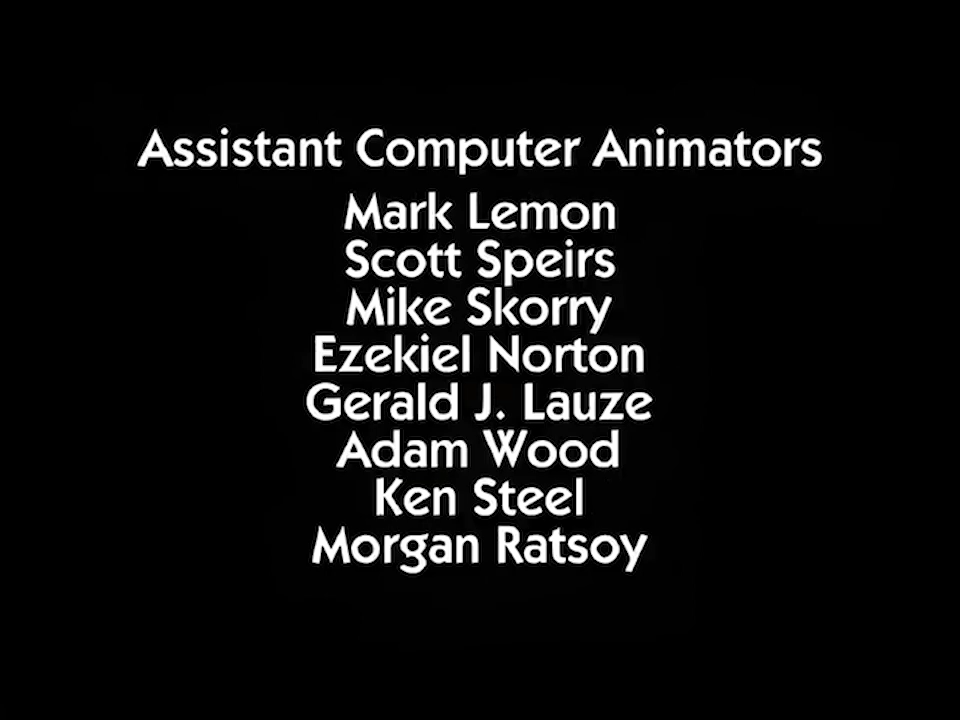 Assistant Computer Animators
Mark Lemon
Scott Speirs
Mike Skorry
Ezekiel Norton
Gerald J. Lauze
Adam Wood
Ken Steel
Morgan Ratsoy